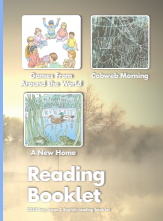 Games From
Around the World
Cobweb Morning
A New Home
Reading
Booklet